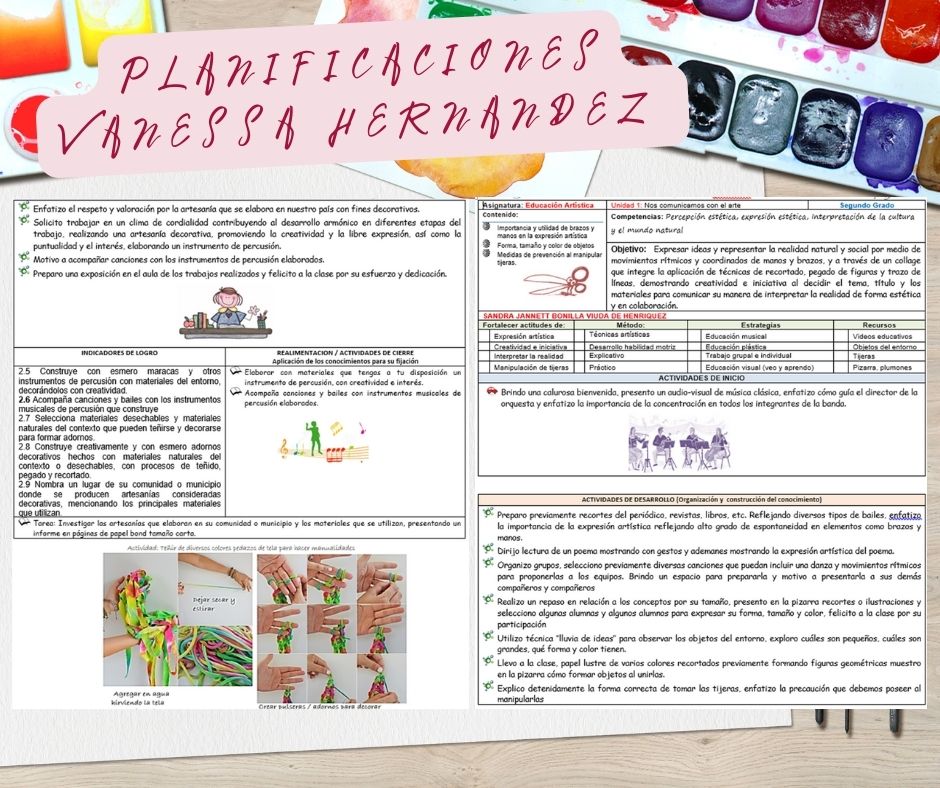 PLANIFICACIONES
VANESSA HERNANDEZ
Enfatizo el respeto y valoración por la artesanía que se elabora en nuestro país con fines decorativos.
Solicito trabajar en un clima de cordialidad contribuyendo al desarrollo armónico en diferentes etapas del
trabajo, realizando una artesanía decorativa, promoviendo la creatividad y la libre expresión, así como la
puntualidad y el interés, elaborando un instrumento de percusión.
Motivo a acompañar canciones con los instrumentos de percusión elaborados.
Preparo una exposición en el aula de los trabajos realizados y felicito a la clase por su esfuerzo y dedicación.
INDICADORES DE LOGRO
2.5 Construye con esmero maracas y otros
instrumentos de percusión con materiales del entorno,
decorándolos con creatividad.
2.6 Acompaña canciones y bailes con los instrumentos
musicales de percusión que construye
2.7 Selecciona materiales desechables y materiales
naturales del contexto que pueden teñirse y decorarse
para formar adornos.
2.8 Construye creativamente y con esmero adornos
decorativos hechos con materiales naturales del
contexto o desechables, con procesos de teñido,
pegado y recortado.
2.9 Nombra un lugar de su comunidad o municipio
donde se producen artesanías consideradas
decorativas, mencionando los principales materiales
que utilizan.
REALIMENTACIÓN / ACTIVIDADES DE CIERRE
Aplicación de los conocimientos para su fijación
Elaborar con materiales que tengas a tu disposición un
instrumento de percusión, con creatividad e interés.
Acompaña canciones y bailes con instrumentos musicales de
percusión elaborados.
Tarea: Investigar las artesanías que elaboran en su comunidad o municipio y los materiales que se utilizan, presentando un
informe en páginas de papel bond tamaño carta.
Actividad: Teñir de diversos colores pedazos de tela para hacer manualidades
Dejar secar y
estirar
Agregar en agua
hirviendo la tela
Crear pulseras / adornos para decorar
Asignatura: Educación Artística
Unidad 1: Nos comunicamos con el arte
Segundo Grado
Contenido:
Importancia y utilidad de brazos y
manos en la expresión artística
Forma, tamaño y color de objetos
Medidas de prevención al manipular
tijeras.
Competencias: Percepción estética, expresión estética, Interpretación de la cultura
y el mundo natural
Objetivo: Expresar ideas y representar la realidad natural y social por medio de
movimientos rítmicos y coordinados de manos y brazos, y a través de un collage
que integre la aplicación de técnicas de recortado, pegado de figuras y trazo de
líneas, demostrando creatividad e iniciativa al decidir el tema, título y los
materiales para comunicar su manera de interpretar la realidad de forma estética
y en colaboración.
SANDRA JANNETT BONILLA VIUDA DE HENRIQUEZ
Fortalecer actitudes de: Método: Estrategias Recursos
Expresión artística Técnicas artísticas Educación musical Videos educativos
Creatividad e iniciativa Desarrollo habilidad motriz Educación plástica Objetos del entorno
Interpretar la realidad Explicativo Trabajo grupal e individual Tijeras
Manipulación de tijeras Práctico Educación visual (veo y aprendo) Pizarra, plumones
ACTIVIDADES DE INICIO
Brindo una calurosa bienvenida, presento un audio-visual de música clásica, enfatizo cómo guía el director de la
orquesta y enfatizo la importancia de la concentración en todos los integrantes de la banda.
ACTIVIDADES DE DESARROLLO (Organización y construcción del conocimiento)
Preparo previamente recortes del periódico, revistas, libros, etc. Reflejando diversos tipos de bailes, enfatizo
la importancia de la expresión artística reflejando alto grado de espontaneidad en elementos como brazos y
manos.
Dirijo lectura de un poema mostrando con gestos y ademanes mostrando la expresión artística del poema.
Organizo grupos, selecciono previamente diversas canciones que puedan incluir una danza y movimientos rítmicos
para proponerlas a los equipos. Brindo un espacio para prepararla y motivo a presentarla a sus demás
compañeros y compañeros
Realizo un repaso en relación a los conceptos por su tamaño, presento en la pizarra recortes o ilustraciones y
selecciono algunas alumnas y algunos alumnos para expresar su forma, tamaño y color, felicito a la clase por su
participación
Utilizo técnica "lluvia de ideas" para observar los objetos del entorno, exploro cuáles son pequeños, cuáles son
grandes, qué forma y color tienen.
Llevo a la clase, papel lustre de varios colores recortados previamente formando figuras geométricas muestro
en la pizarra cómo formar objetos al unirlas.
Explico detenidamente la forma correcta de tomar las tijeras, enfatizo la precaución que debemos poseer al
manipularlas